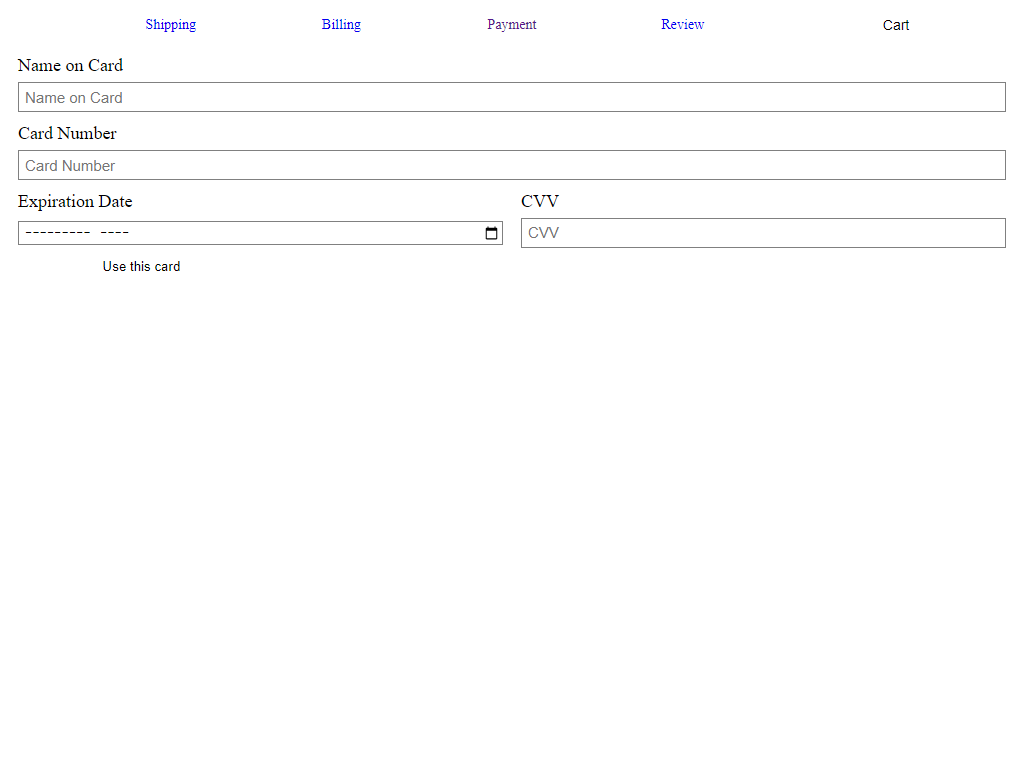 Shipping Billing Payment Review Cart
Name on Card
Name on Card
Card Number
Card Number
Expiration Date CVV
--------- ---- CVV
Use this card